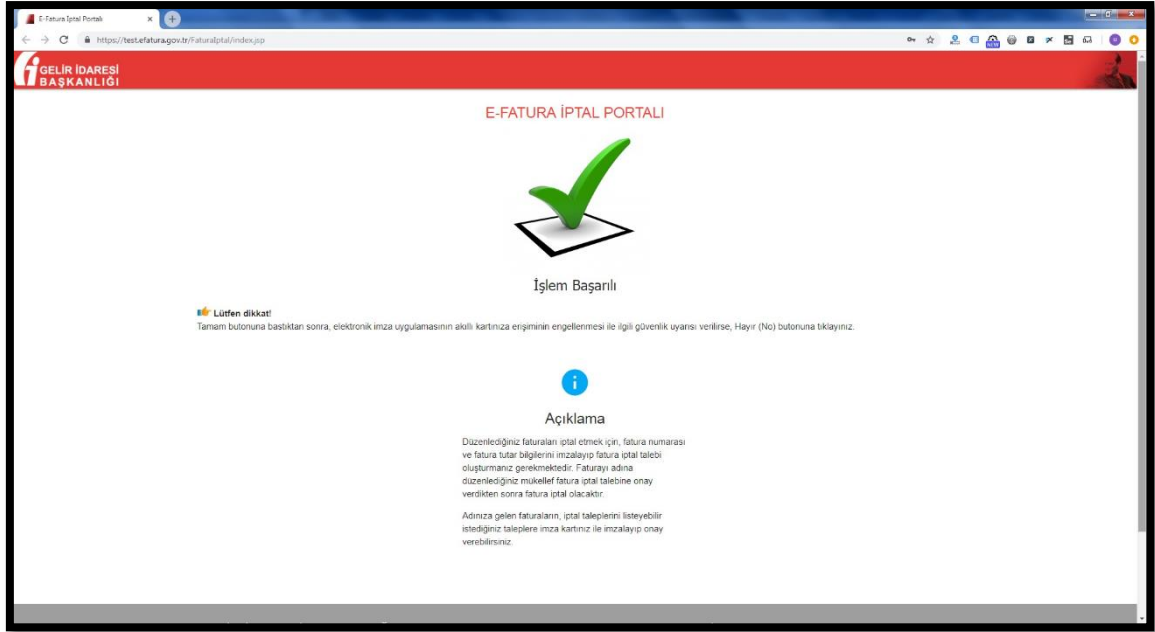 E-Fatura İptal Portalı
https://test.efatura.gov.tr/FaturaIptal/index.jsp
NEW
GELİR İDARESİ
BAŞKANLIĞI
E-FATURA İPTAL PORTALI
İşlem Başarılı
Lütfen dikkat!
Tamam butonuna bastıktan sonra, elektronik imza uygulamasının akıllı kartınıza erişiminin engellenmesi ile ilgili güvenlik uyarısı verilirse, Hayır (No) butonuna tıklayınız.
Açıklama
Düzenlediğiniz faturaları iptal etmek için, fatura numarası
ve fatura tutar bilgilerini imzalayıp fatura iptal talebi
oluşturmanız gerekmektedir. Faturayı adına
düzenlediğiniz mükellef fatura iptal talebine onay
verdikten sonra fatura iptal olacaktır.
Adınıza gelen faturaların, iptal taleplerini listeyebilir
istediğiniz taleplere imza kartınız ile imzalayıp onay
verebilirsiniz.